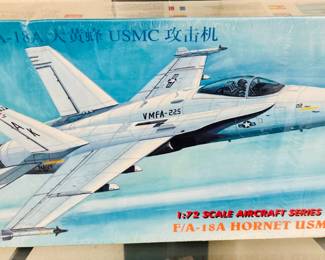 A-18A 大黄蜂 USMC 攻击机
VMFA-225
1:72 SCALE AIRCRAFT SERIES
F/A-18A HORNET USM